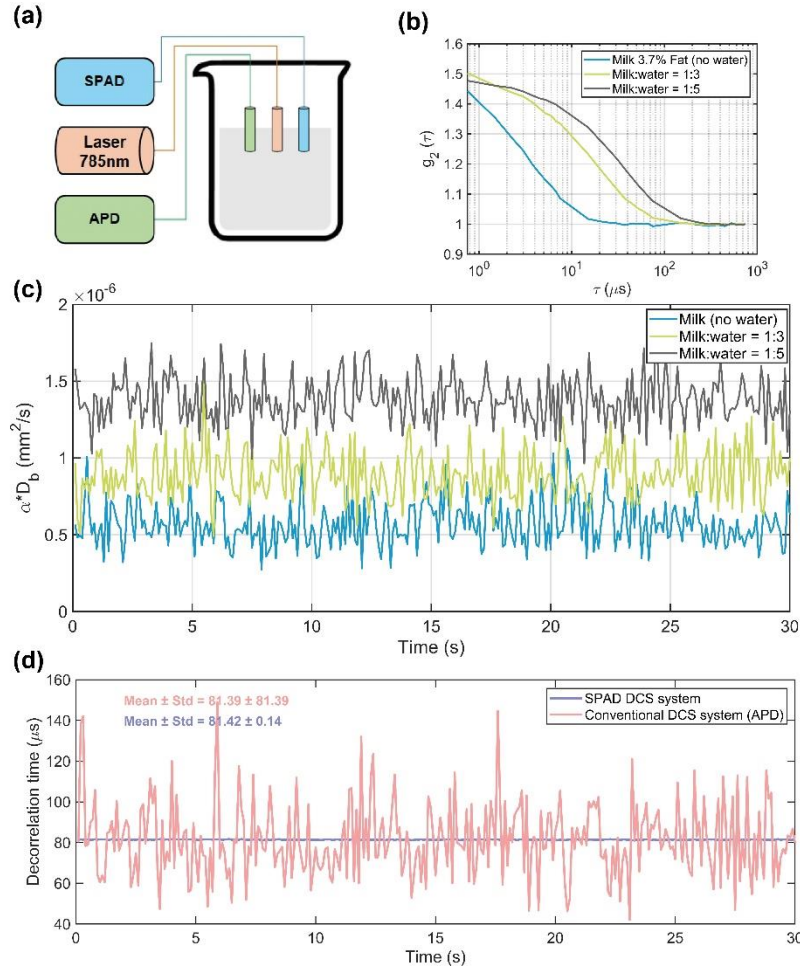 (a)
SPAD
Laser
785nm
APD
(b)
1.6
1.5
1.4
1.3
1.2
1.1
1
0.9
g2 (τ)
Milk 3.7% Fat (no water)
Milk:water = 1:3
Milk:water = 1:5
10^0
10^1
10^2
10^3
τ (μs)
(c)
×10^-6
2
1.5
1
0.5
0
α*D_b (mm^2/s)
Milk (no water)
Milk:water = 1:3
Milk:water = 1:5
0 5 10 15 20 25 30
Time (s)
(d)
160
140
120
100
80
60
40
Decorrelation time (μs)
Mean ± Std = 81.39 ± 81.39
Mean ± Std = 81.42 ± 0.14
SPAD DCS system
Conventional DCS system (APD)
0 5 10 15 20 25 30
Time (s)